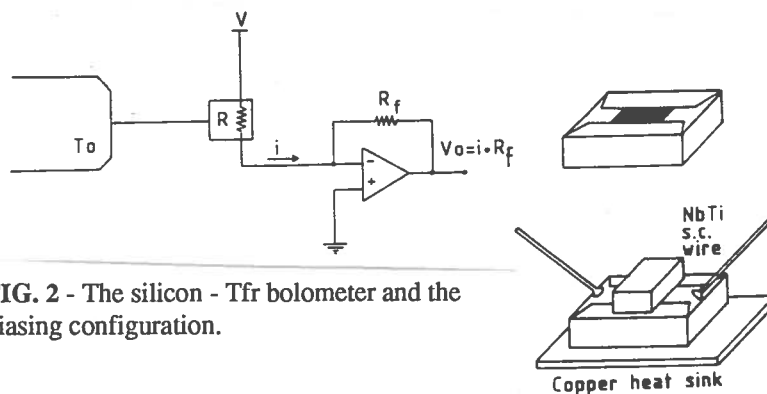 V
R
To
i
Rf
-
+
Vo=i•Rf
NbTi
s.c.
wire
IG. 2 - The silicon - Tfr bolometer and the
iasing configuration.
Copper heat sink